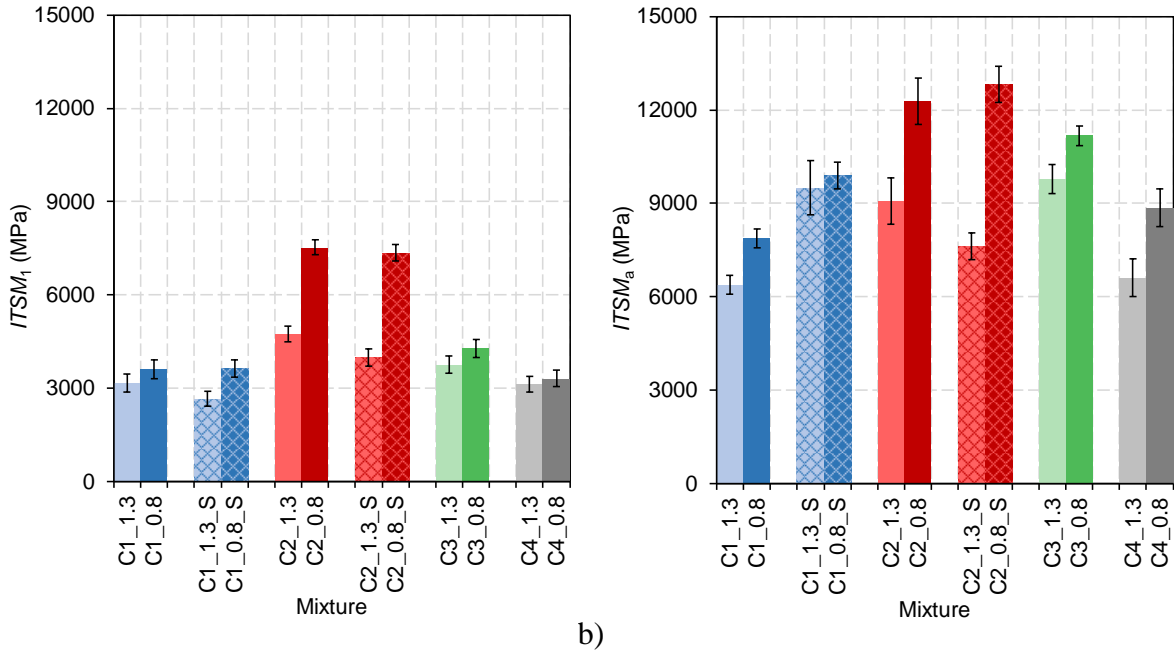 15000
12000
9000
6000
3000
0
ITSM1 (MPa)
C1_1.3
C1_0.8
C1_1.3_S
C1_0.8_S
C2_1.3
C2_0.8
C2_1.3_S
C2_0.8_S
C3_1.3
C3_0.8
C4_1.3
C4_0.8
Mixture
15000
12000
9000
6000
3000
0
ITSMa (MPa)
C1_1.3
C1_0.8
C1_1.3_S
C1_0.8_S
C2_1.3
C2_0.8
C2_1.3_S
C2_0.8_S
C3_1.3
C3_0.8
C4_1.3
C4_0.8
Mixture
b)